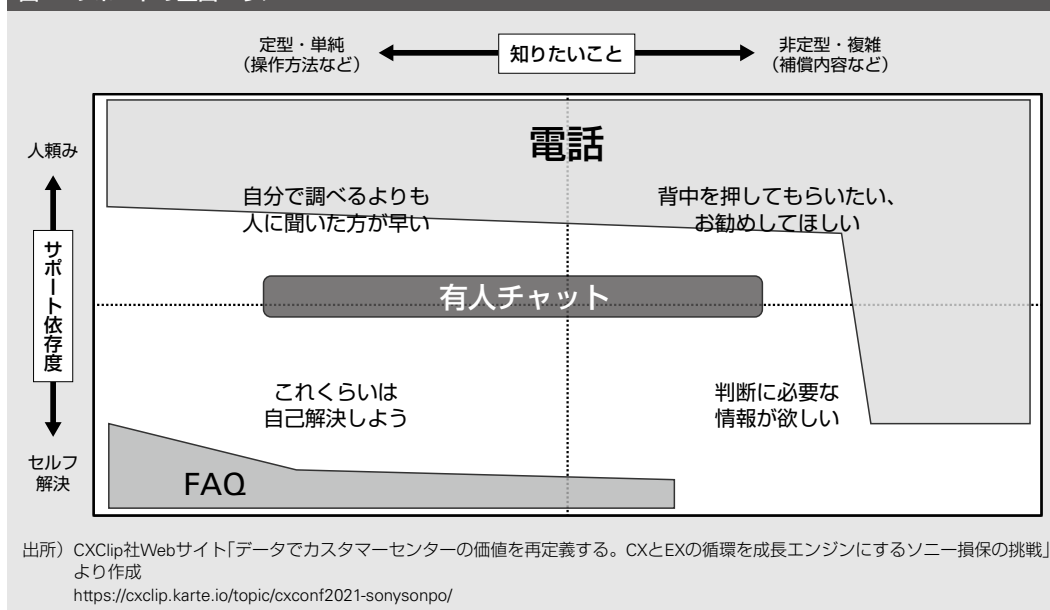 定型・単純
(操作方法など)
知りたいこと
非定型・複雑
(補償内容など)
人頼み
サポート依存度
セルフ
解決
電話
自分で調べるよりも
人に聞いた方が早い
背中を押してもらいたい、
お勧めしてほしい
有人チャット
これくらいは
自己解決しよう
判断に必要な
情報が欲しい
FAQ
出所)CXClip社Webサイト「データでカスタマーセンターの価値を再定義する。CXとEXの循環を成長エンジンにするソニー損保の挑戦」
より作成
https://cxclip.karte.io/topic/cxconf2021-sonysonpo/